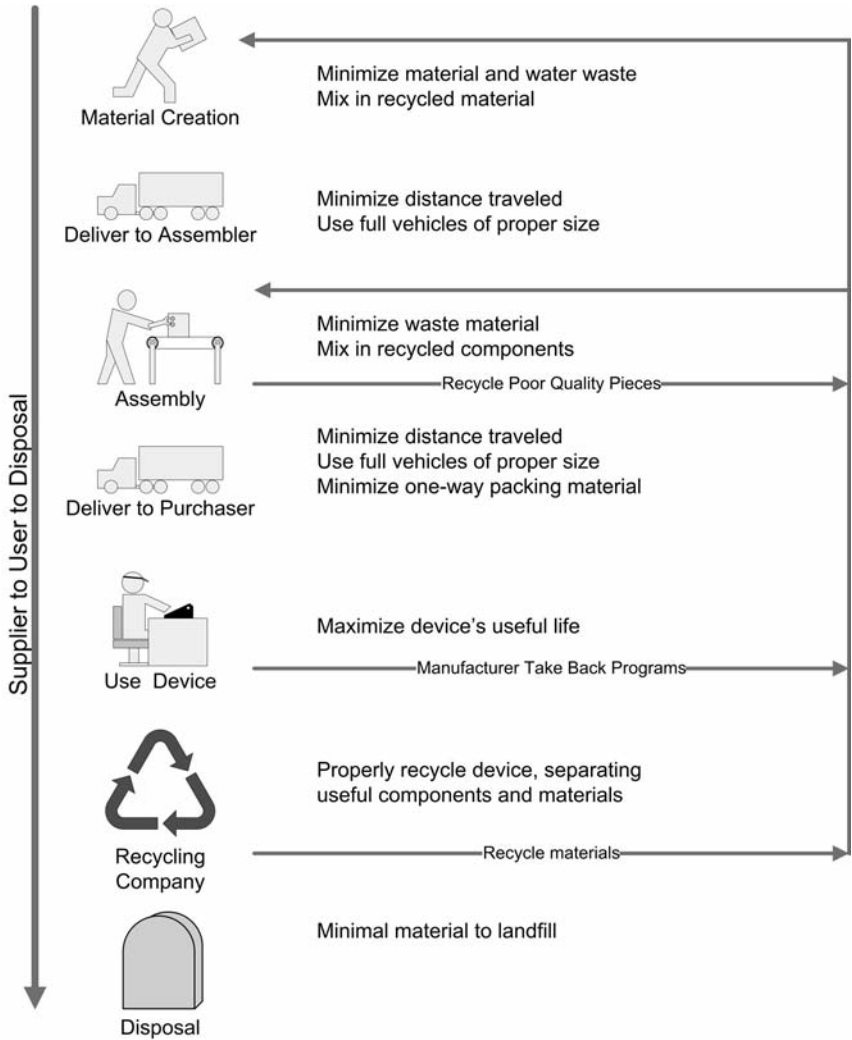 Supplier to User to Disposal
Material Creation
Minimize material and water waste
Mix in recycled material
Deliver to Assembler
Minimize distance traveled
Use full vehicles of proper size
Assembly
Minimize waste material
Mix in recycled components
Recycle Poor Quality Pieces
Deliver to Purchaser
Minimize distance traveled
Use full vehicles of proper size
Minimize one-way packing material
Use Device
Maximize device's useful life
Manufacturer Take Back Programs
Recycling
Company
Properly recycle device, separating
useful components and materials
Recycle materials
Disposal
Minimal material to landfill